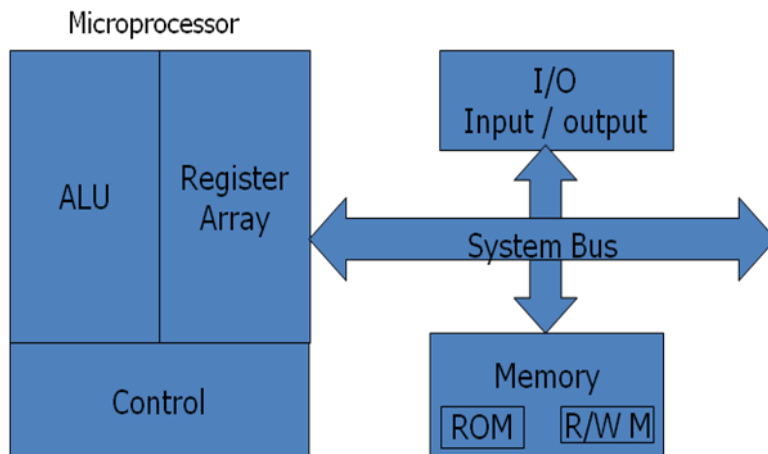 Microprocessor
ALU
Register
Array
Control
I/O
Input / output
System Bus
Memory
ROM
R/W M